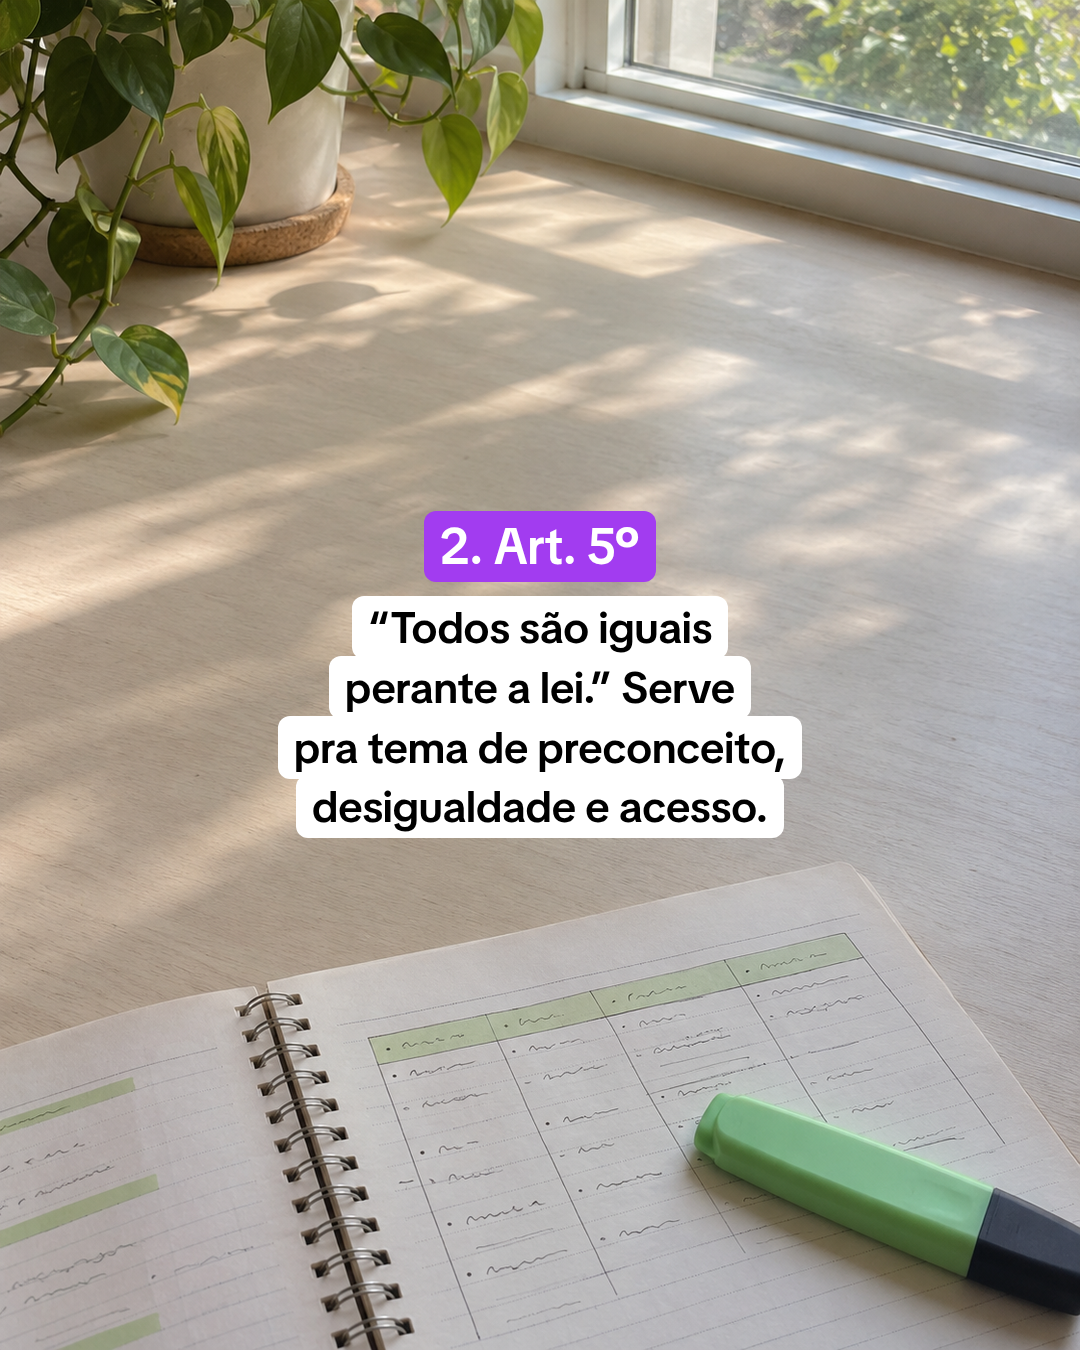 2. Art. 5º
“Todos são iguais
perante a lei.” Serve
pra tema de preconceito,
desigualdade e acesso.